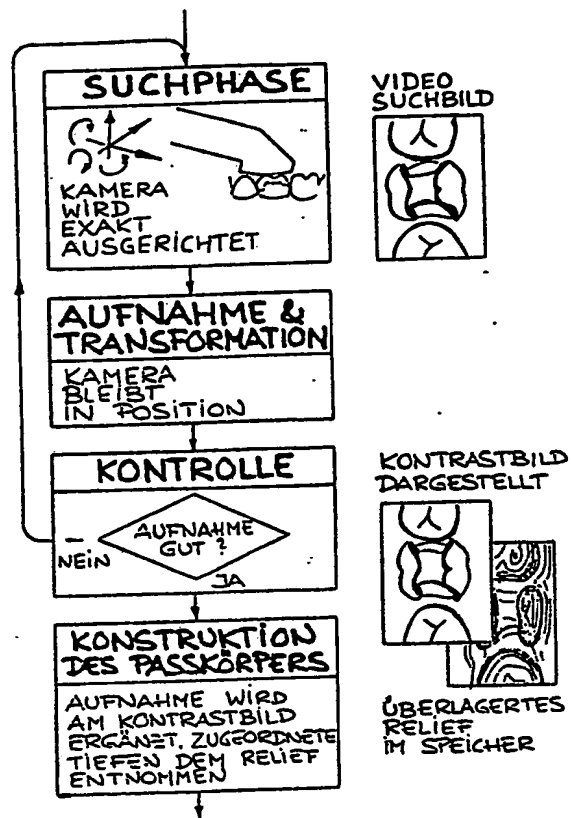 SUCHPHASE
KAMERA
WIRD
EXAKT
AUSGERICHTET
VIDEO
SUCHBILD
AUFNAHME &
TRANSFORMATION
KAMERA
BLEIBT
IN POSITION
KONTROLLE
AUFNAHME
GUT ?
NEIN
JA
KONTRASTBILD
DARGESTELLT
KONSTRUKTION
DES PASSKÖRPERS
AUFNAHME WIRD
AM KONTRASTBILD
ERGÄNET. ZUGEORDNETE
TIEFEN DEM RELIEF
ENTNOMMEN
ÜBERLAGERTES
RELIEF
IM SPEICHER